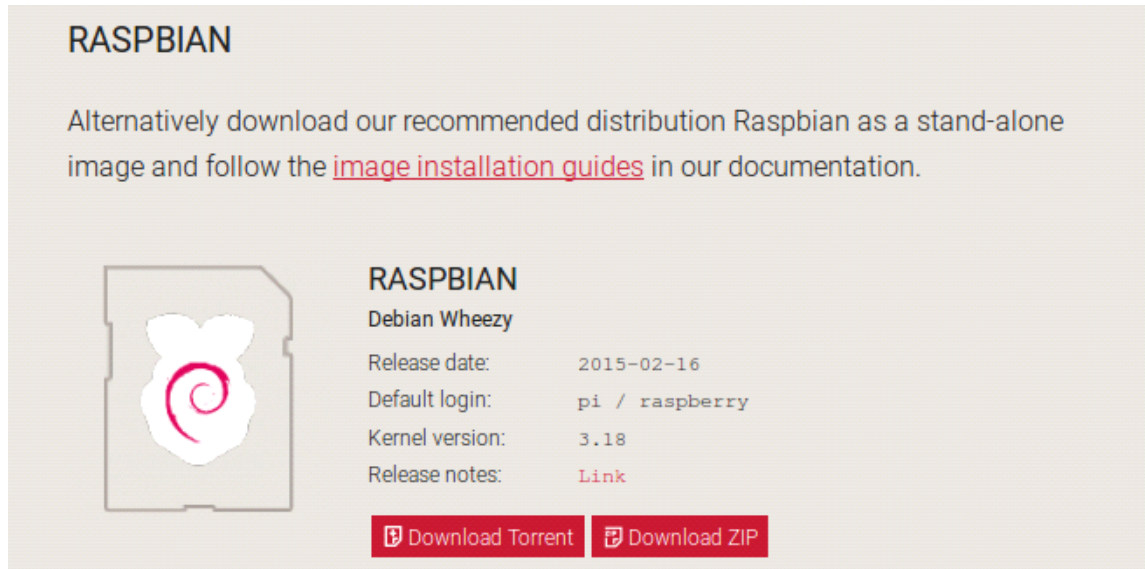 RASPBIAN
Alternatively download our recommended distribution Raspbian as a stand-alone
image and follow the image installation guides in our documentation.
RASPBIAN
Debian Wheezy
Release date: 2015-02-16
Default login: pi / raspberry
Kernel version: 3.18
Release notes: Link
Download Torrent Download ZIP